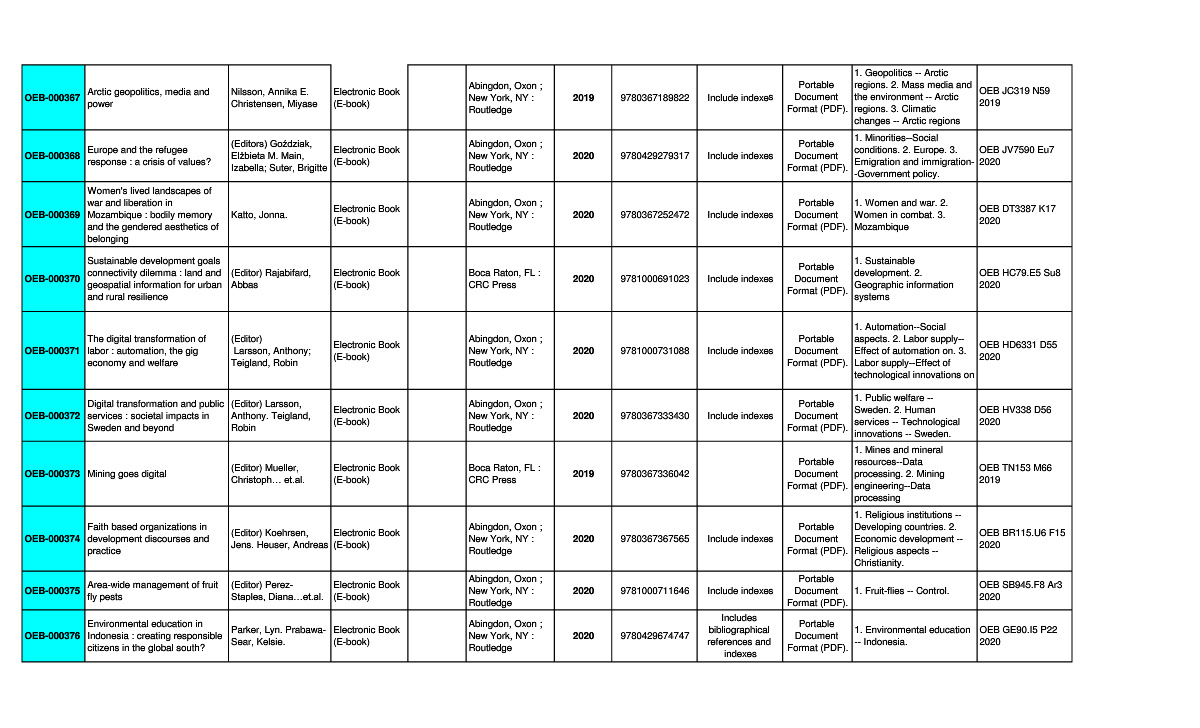 OEB-000367
Arctic geopolitics, media and
power
Nilsson, Annika E.
Christensen, Miyase
Electronic Book
(E-book)
Abingdon, Oxon ;
New York, NY :
Routledge
2019
9780367189822
Include indexes
Portable
Document
Format (PDF).
1. Geopolitics -- Arctic
regions. 2. Mass media and
the environment -- Arctic
regions. 3. Climatic
changes -- Arctic regions
OEB JC319 N59
2019
OEB-000368
Europe and the refugee
response : a crisis of values?
(Editors) Goździak,
Elżbieta M. Main,
Izabella; Suter, Brigitte
Electronic Book
(E-book)
Abingdon, Oxon ;
New York, NY :
Routledge
2020
9780429279317
Include indexes
Portable
Document
Format (PDF).
1. Minorities--Social
conditions. 2. Europe. 3.
Emigration and immigration-
-Government policy.
OEB JV7590 Eu7
2020
OEB-000369
Women's lived landscapes of
war and liberation in
Mozambique : bodily memory
and the gendered aesthetics of
belonging
Katto, Jonna.
Electronic Book
(E-book)
Abingdon, Oxon ;
New York, NY :
Routledge
2020
9780367252472
Include indexes
Portable
Document
Format (PDF).
1. Women and war. 2.
Women in combat. 3.
Mozambique
OEB DT3387 K17
2020
OEB-000370
Sustainable development goals
connectivity dilemma : land and
geospatial information for urban
and rural resilience
(Editor) Rajabifard,
Abbas
Electronic Book
(E-book)
Boca Raton, FL :
CRC Press
2020
9781000691023
Include indexes
Portable
Document
Format (PDF).
1. Sustainable
development. 2.
Geographic information
systems
OEB HC79.E5 Su8
2020
OEB-000371
The digital transformation of
labor : automation, the gig
economy and welfare
(Editor)
Larsson, Anthony;
Teigland, Robin
Electronic Book
(E-book)
Abingdon, Oxon ;
New York, NY :
Routledge
2020
9781000731088
Include indexes
Portable
Document
Format (PDF).
1. Automation--Social
aspects. 2. Labor supply--
Effect of automation on. 3.
Labor supply--Effect of
technological innovations on
OEB HD6331 D55
2020
OEB-000372
Digital transformation and public
services : societal impacts in
Sweden and beyond
(Editor) Larsson,
Anthony. Teigland,
Robin
Electronic Book
(E-book)
Abingdon, Oxon ;
New York, NY :
Routledge
2020
9780367333430
Include indexes
Portable
Document
Format (PDF).
1. Public welfare --
Sweden. 2. Human
services -- Technological
innovations -- Sweden.
OEB HV338 D56
2020
OEB-000373
Mining goes digital
(Editor) Mueller,
Christoph... et.al.
Electronic Book
(E-book)
Boca Raton, FL :
CRC Press
2019
9780367336042
Portable
Document
Format (PDF).
1. Mines and mineral
resources--Data
processing. 2. Mining
engineering--Data
processing
OEB TN153 M66
2019
OEB-000374
Faith based organizations in
development discourses and
practice
(Editor) Koehrsen,
Jens. Heuser, Andreas
Electronic Book
(E-book)
Abingdon, Oxon ;
New York, NY :
Routledge
2020
9780367367565
Include indexes
Portable
Document
Format (PDF).
1. Religious institutions --
Developing countries. 2.
Economic development --
Religious aspects --
Christianity.
OEB BR115.U6 F15
2020
OEB-000375
Area-wide management of fruit
fly pests
(Editor) Perez-
Staples, Diana...et.al.
Electronic Book
(E-book)
Abingdon, Oxon ;
New York, NY :
Routledge
2020
9781000711646
Include indexes
Portable
Document
Format (PDF).
1. Fruit-flies -- Control.
OEB SB945.F8 Ar3
2020
OEB-000376
Environmental education in
Indonesia : creating responsible
citizens in the global south?
Parker, Lyn. Prabawa-
Sear, Kelsie.
Electronic Book
(E-book)
Abingdon, Oxon ;
New York, NY :
Routledge
2020
9780429674747
Includes
bibliographical
references and
indexes
Portable
Document
Format (PDF).
1. Environmental education
-- Indonesia.
OEB GE90.I5 P22
2020